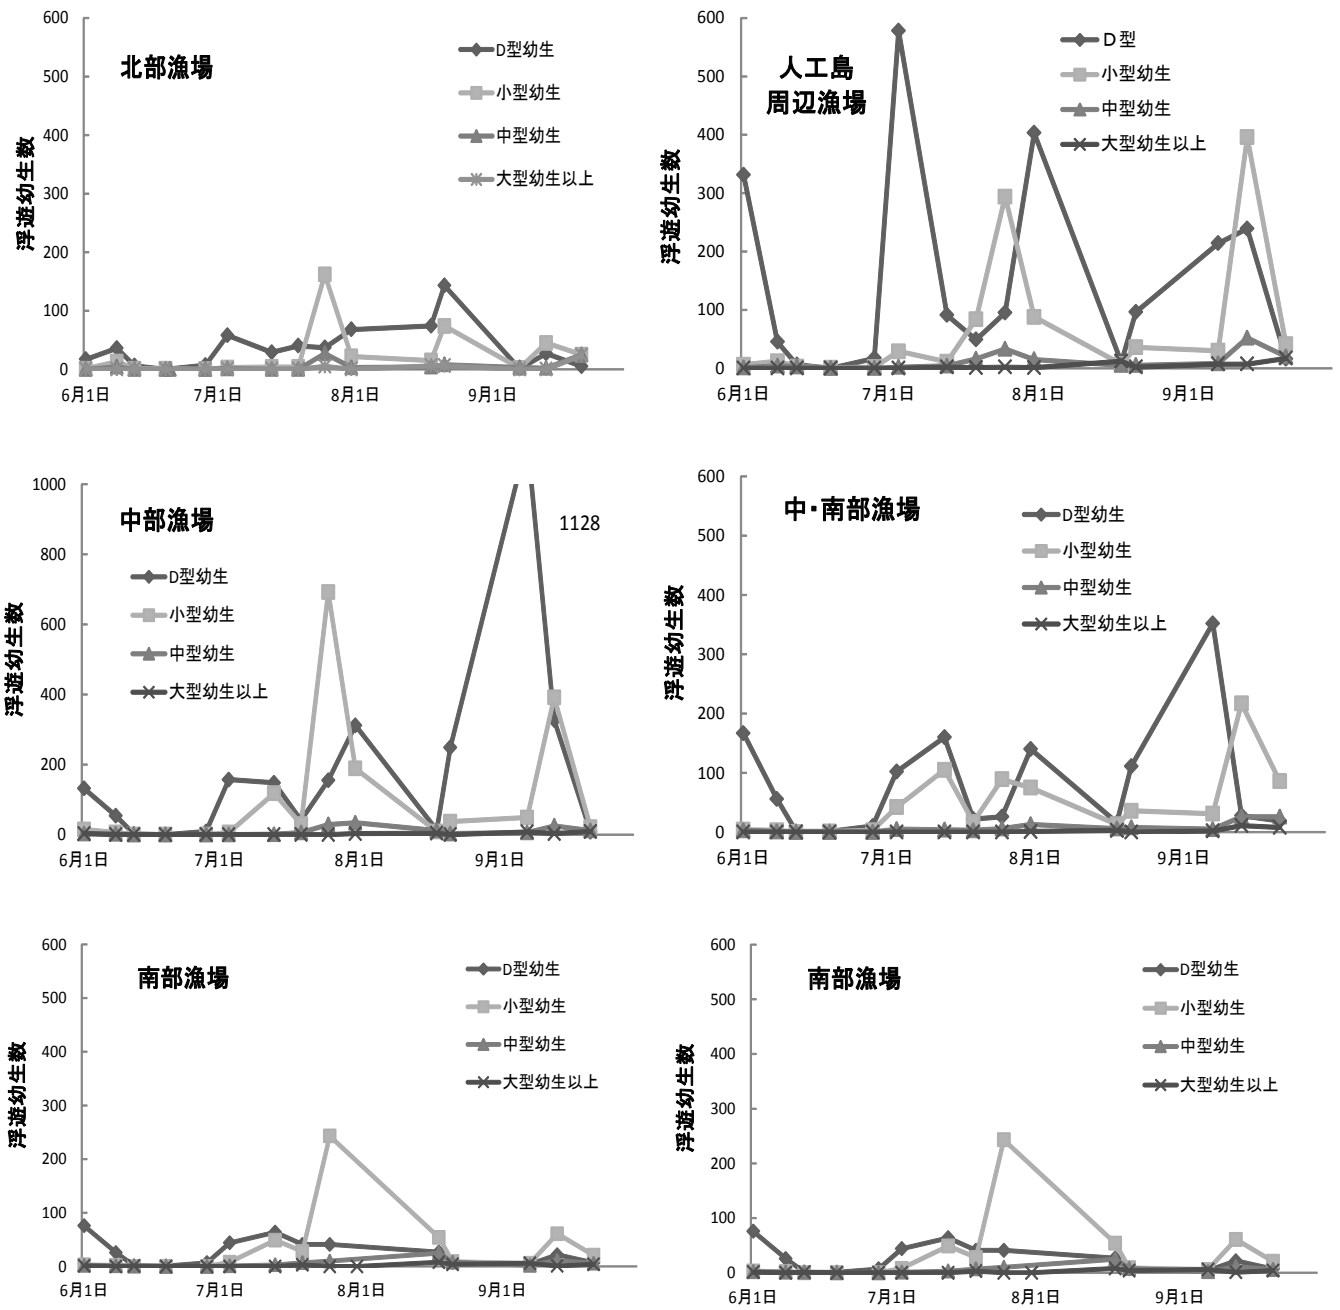 600
500
400
300
200
100
0
浮遊幼生数
北部漁場
D型幼生
小型幼生
中型幼生
大型幼生以上
6月1日 7月1日 8月1日 9月1日
600
500
400
300
200
100
0
浮遊幼生数
人工島
周辺漁場
D型
小型幼生
中型幼生
大型幼生以上
6月1日 7月1日 8月1日 9月1日
1000
800
600
400
200
0
浮遊幼生数
中部漁場
1128
D型幼生
小型幼生
中型幼生
大型幼生以上
6月1日 7月1日 8月1日 9月1日
600
500
400
300
200
100
0
浮遊幼生数
中・南部漁場
D型幼生
小型幼生
中型幼生
大型幼生以上
6月1日 7月1日 8月1日 9月1日
600
500
400
300
200
100
0
浮遊幼生数
南部漁場
D型幼生
小型幼生
中型幼生
大型幼生以上
6月1日 7月1日 8月1日 9月1日
600
500
400
300
200
100
0
浮遊幼生数
南部漁場
D型幼生
小型幼生
中型幼生
大型幼生以上
6月1日 7月1日 8月1日 9月1日